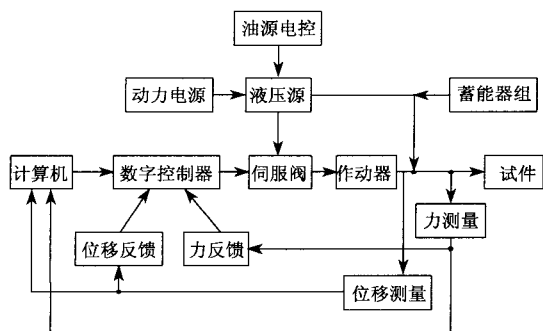 油源电控
动力电源
液压源
蓄能器组
计算机
数字控制器
伺服阀
作动器
试件
力测量
位移反馈
力反馈
位移测量